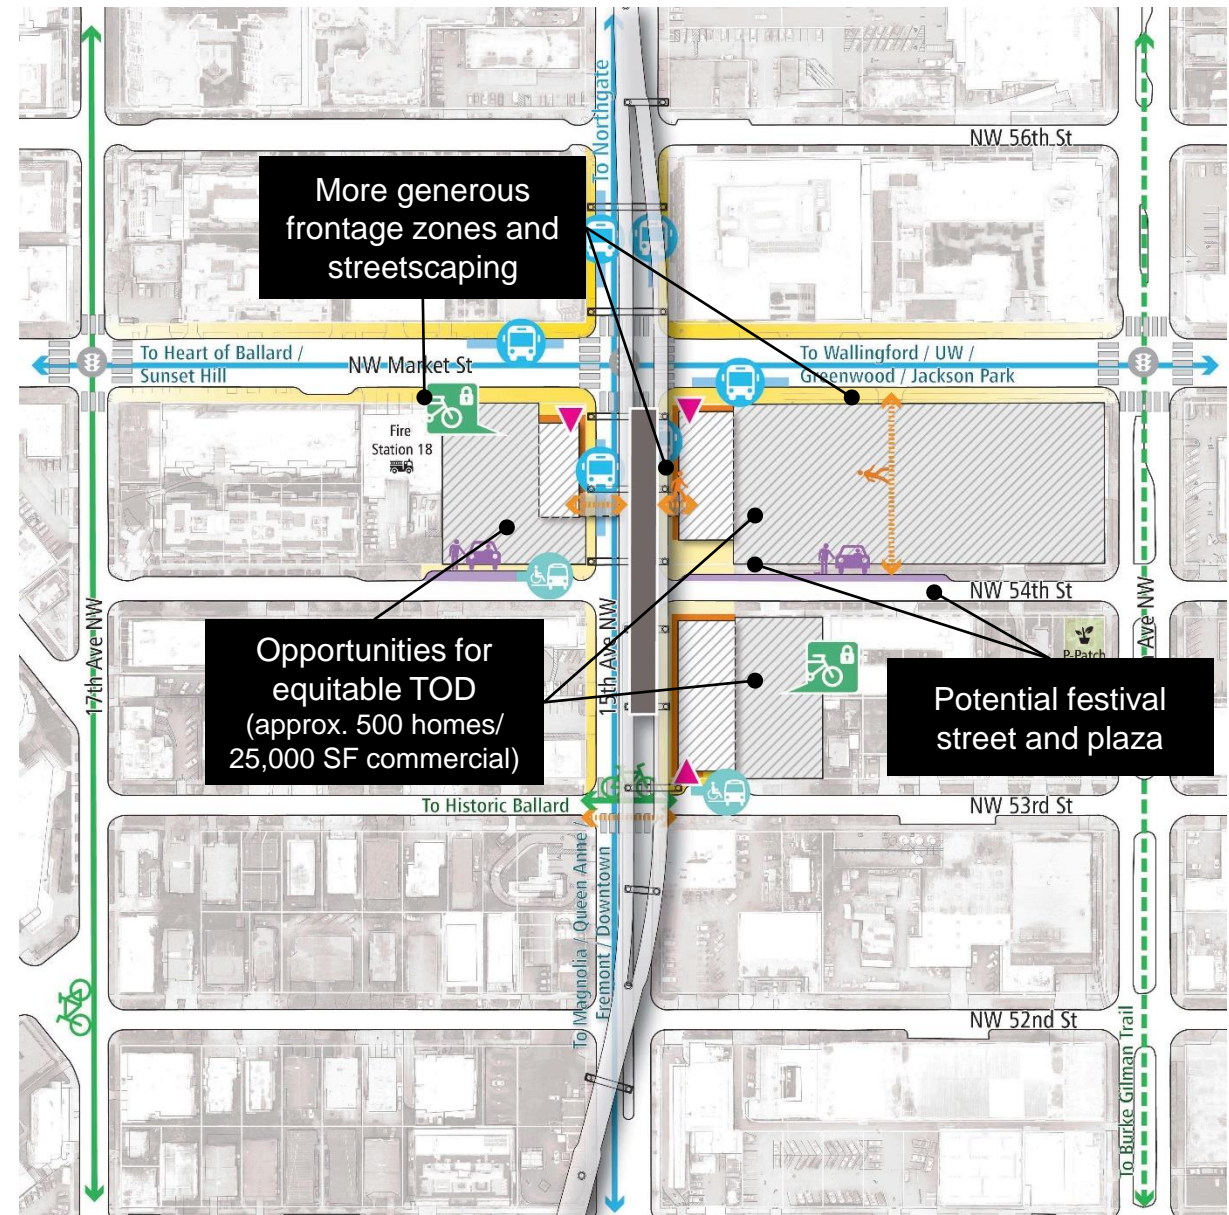 To Northgate
NW 56th St
More generous
frontage zones and
streetscaping
To Heart of Ballard /
Sunset Hill
NW Market St
To Wallingford / UW /
Greenwood / Jackson Park
Fire
Station 18
NW 54th St
17th Ave NW
15th Ave NW
Ave NW
P-Patch
Opportunities for
equitable TOD
(approx. 500 homes/
25,000 SF commercial)
Potential festival
street and plaza
To Historic Ballard
NW 53rd St
To Magnolia / Queen Anne /
Fremont / Downtown
NW 52nd St
To Burke Gilman Trail